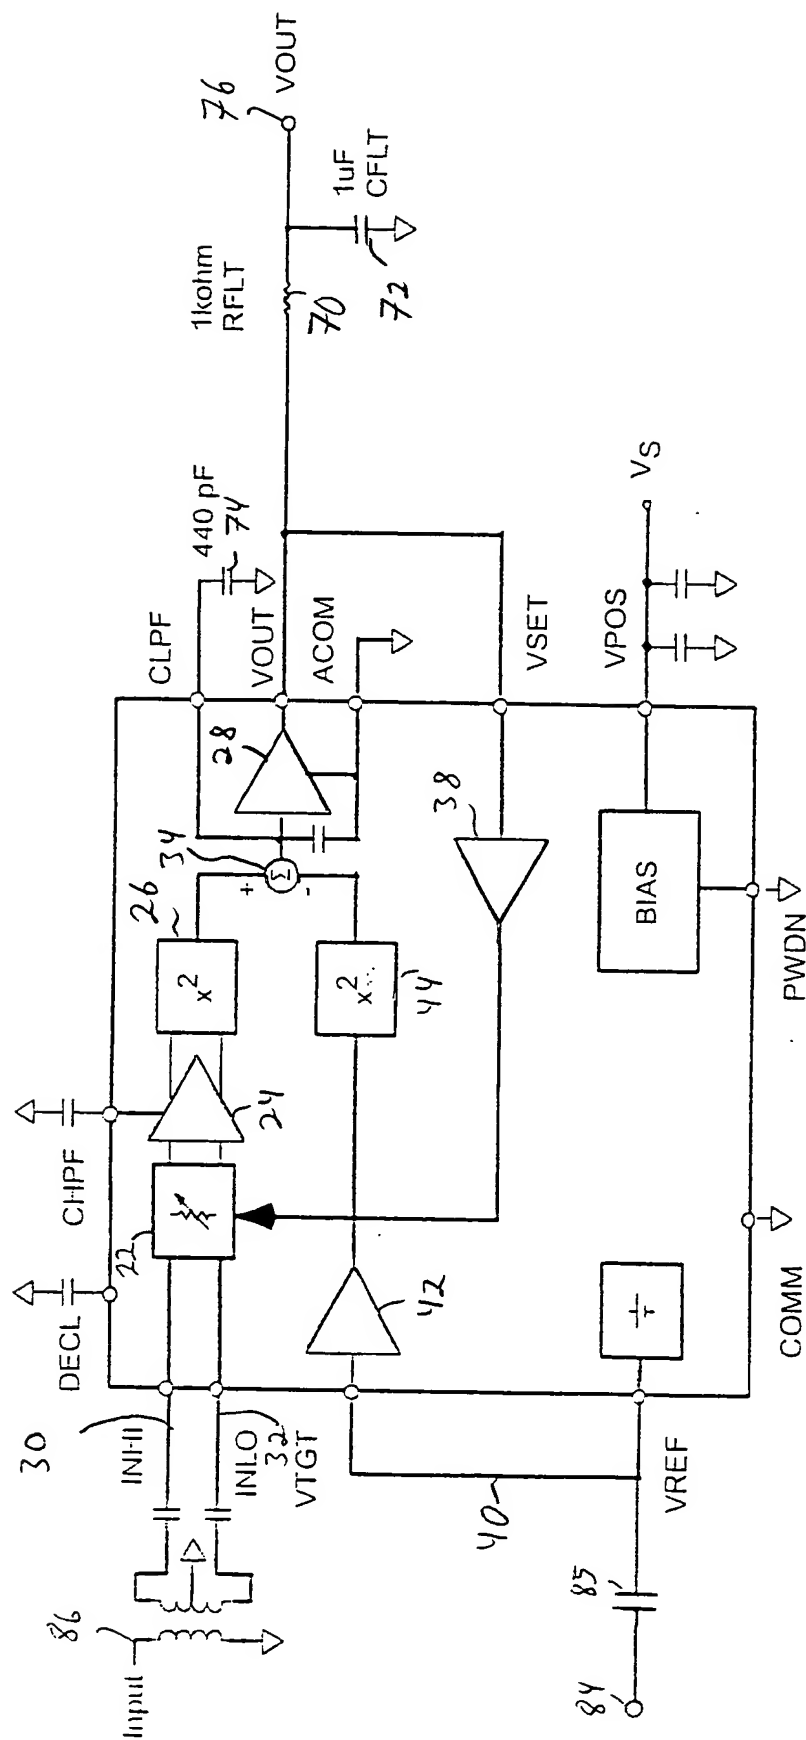 Input
86
30
INHI
INLO
32
VTGT
DECL
CHPF
22
24
x²
26
34
+
Σ
-
28
CLPF
440 pF
74
VOUT
ACOM
1kohm
RFLT
70
1uF
CFLT
72
76
VOUT
42
x²
44
38
VSET
VPOS
VS
BIAS
PWDN
COMM
VREF
40
85
84